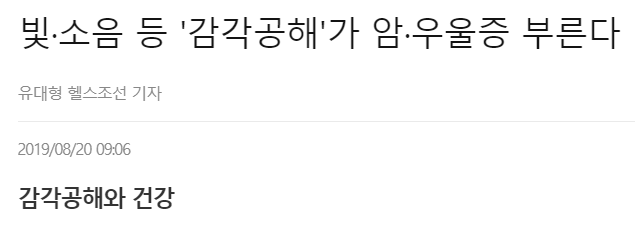 빛·소음 등 '감각공해'가 암·우울증 부른다
유대형 헬스조선 기자
2019/08/20 09:06
감각공해와 건강